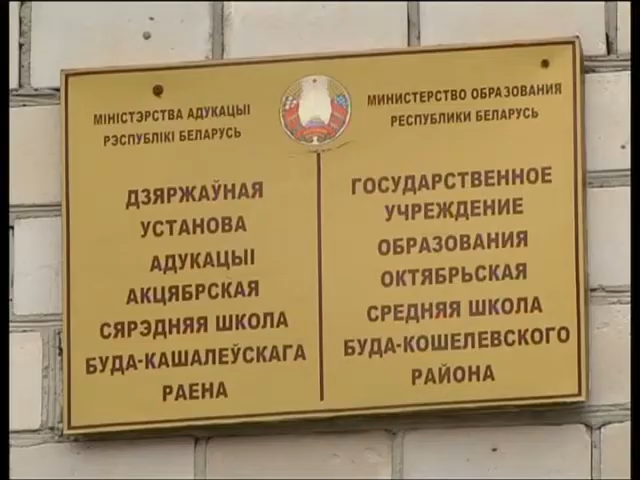 МІНІСТЭРСТВА АДУКАЦЫІ
РЭСПУБЛІКІ БЕЛАРУСЬ
ДЗЯРЖАЎНАЯ
УСТАНОВА
АДУКАЦЫІ
АКЦЯБРСКАЯ
СЯРЭДНЯЯ ШКОЛА
БУДА-КАШАЛЕЎСКАГА
РАЕНА
МИНИСТЕРСТВО ОБРАЗОВАНИЯ
РЕСПУБЛИКИ БЕЛАРУСЬ
ГОСУДАРСТВЕННОЕ
УЧРЕЖДЕНИЕ
ОБРАЗОВАНИЯ
ОКТЯБРЬСКАЯ
СРЕДНЯЯ ШКОЛА
БУДА-КОШЕЛЕВСКОГО
РАЙОНА